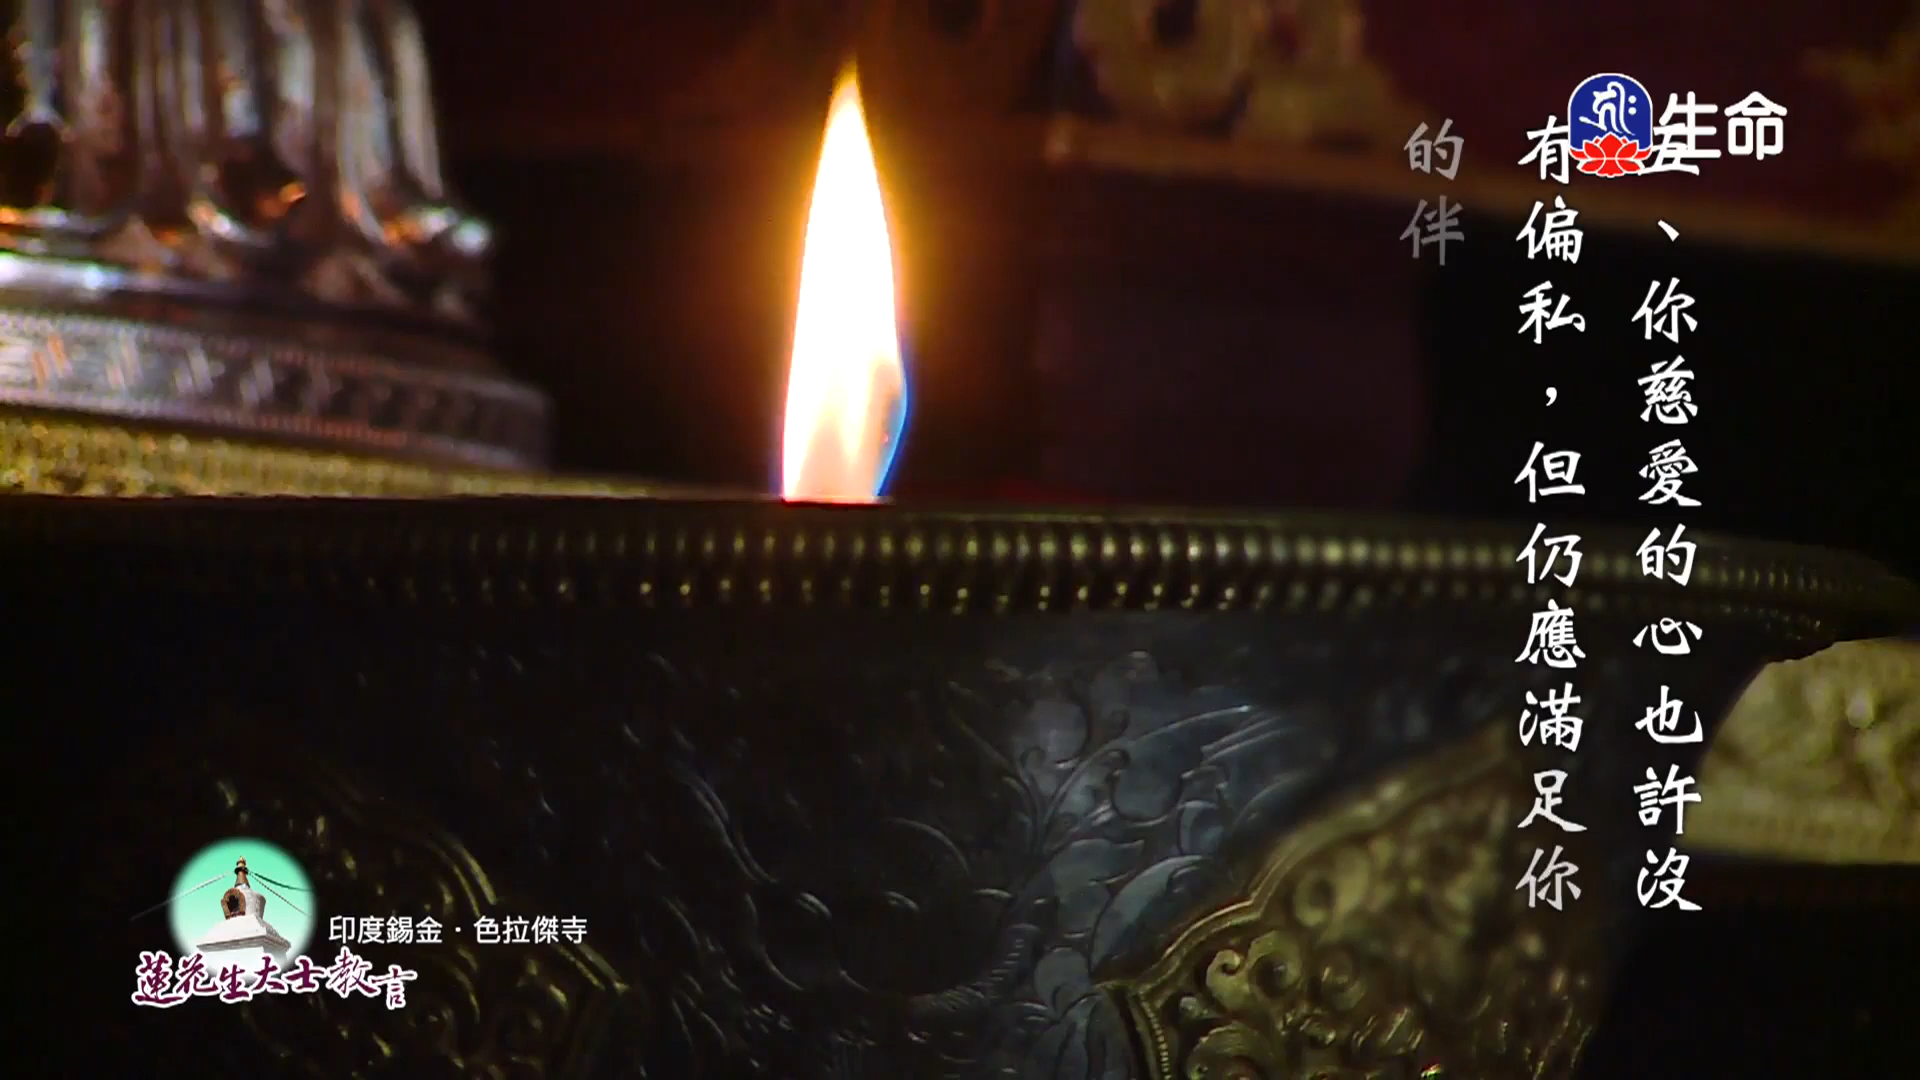 生命
五、你慈愛的心也許沒
有偏私，但仍應滿足你
的伴
印度錫金．色拉傑寺
蓮花生大士教言